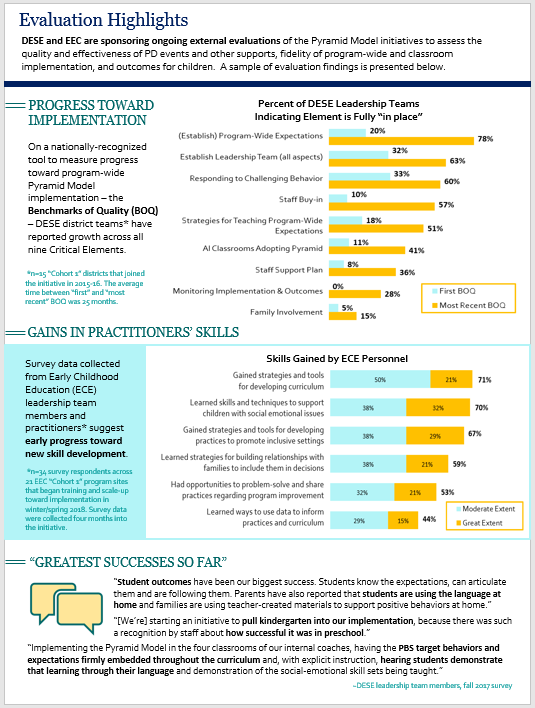 Evaluation Highlights
DESE and EEC are sponsoring ongoing external evaluations of the Pyramid Model initiatives to assess the
quality and effectiveness of PD events and other supports, fidelity of program-wide and classroom
implementation, and outcomes for children. A sample of evaluation findings is presented below.
PROGRESS TOWARD
IMPLEMENTATION
On a nationally-recognized
tool to measure progress
toward program-wide
Pyramid Model
implementation – the
Benchmarks of Quality (BOQ)
– DESE district teams* have
reported growth across all
nine Critical Elements.
*n=15 "Cohort 1" districts that joined
the initiative in 2015-16. The average
time between "first" and "most
recent" BOQ was 25 months.
Percent of DESE Leadership Teams
Indicating Element is Fully "in place"
(Establish) Program-Wide Expectations 20% 78%
Establish Leadership Team (all aspects) 32% 63%
Responding to Challenging Behavior 33% 60%
Staff Buy-in 10% 57%
Strategies for Teaching Program-Wide
Expectations 18% 51%
Al Classrooms Adopting Pyramid 11% 41%
Staff Support Plan 8% 36%
Monitoring Implementation & Outcomes 0% 28%
Family Involvement 5% 15%
First BOQ
Most Recent BOQ
GAINS IN PRACTITIONERS' SKILLS
Survey data collected
from Early Childhood
Education (ECE)
leadership team
members and
practitioners* suggest
early progress toward
new skill development.
*n=34 survey respondents across
21 EEC "Cohort 1" program sites
that began training and scale-up
toward implementation in
winter/spring 2018. Survey data
were collected four months into
the initiative.
Skills Gained by ECE Personnel
Gained strategies and tools
for developing curriculum 50% 21% 71%
Learned skills and techniques to support
children with social emotional issues 38% 32% 70%
Gained strategies and tools for developing
practices to promote inclusive settings 38% 29% 67%
Learned strategies for building relationships with
families to include them in decisions 38% 21% 59%
Had opportunities to problem-solve and share
practices regarding program improvement 32% 21% 53%
Learned ways to use data to inform
practices and curriculum 29% 15% 44%
Moderate Extent
Great Extent
"GREATEST SUCCESSES SO FAR"
"Student outcomes have been our biggest success. Students know the expectations, can articulate
them and are following them. Parents have also reported that students are using the language at
home and families are using teacher-created materials to support positive behaviors at home."
"[We're] starting an initiative to pull kindergarten into our implementation, because there was such
a recognition by staff about how successful it was in preschool."
"Implementing the Pyramid Model in the four classrooms of our internal coaches, having the PBS target behaviors and
expectations firmly embedded throughout the curriculum and, with explicit instruction, hearing students demonstrate
that learning through their language and demonstration of the social-emotional skill sets being taught."
–DESE leadership team members, fall 2017 survey